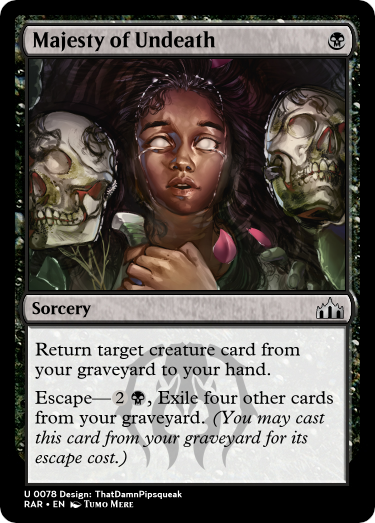 Majesty of Undeath
Sorcery
Return target creature card from
your graveyard to your hand.
Escape—2 , Exile four other cards
from your graveyard. (You may cast
this card from your graveyard for its
escape cost.)
U 0078 Design: ThatDamnPipsqueak
RAR • EN Tumo Mere